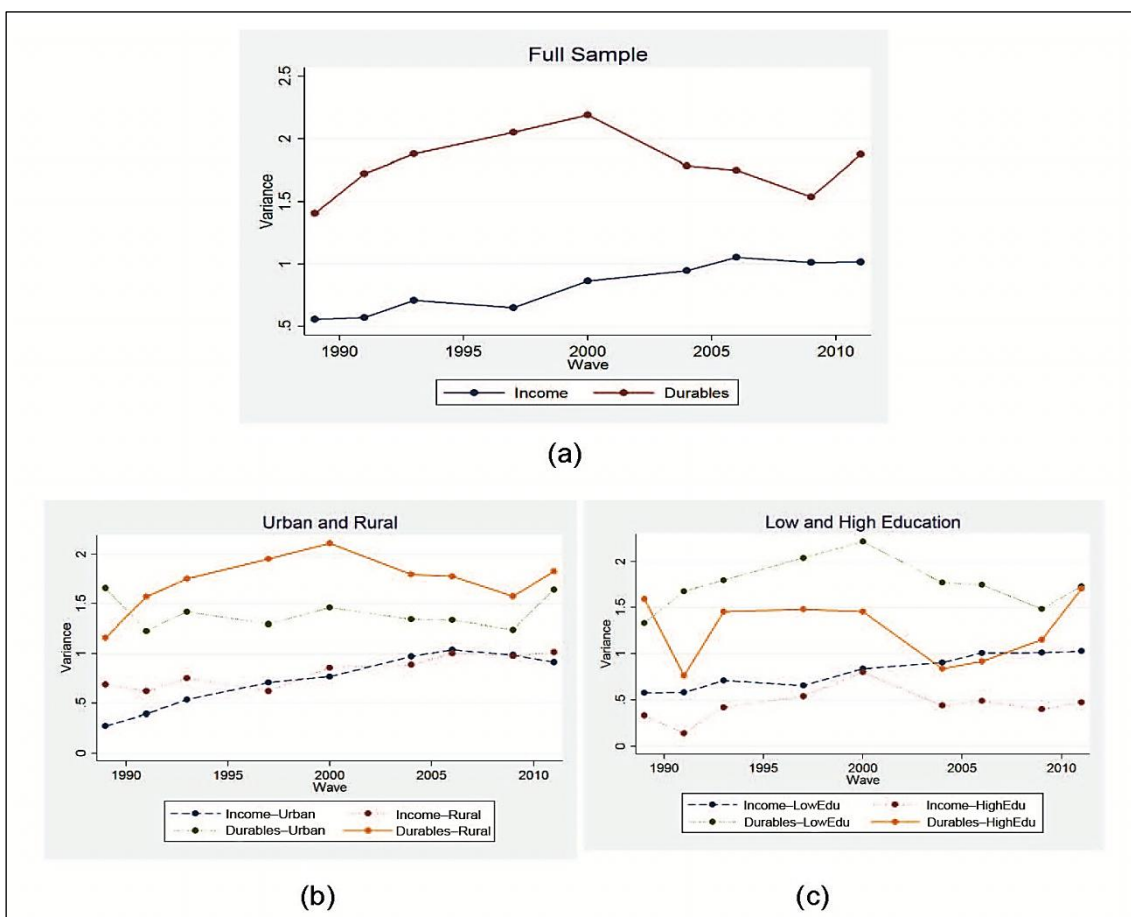 Full Sample
2.5
2
1.5
1
.5
Variance
1990 1995 2000 2005 2010
Wave
Income Durables
(a)
Urban and Rural
2
1.5
1
.5
0
Variance
1990 1995 2000 2005 2010
Wave
Income–Urban Income–Rural
Durables–Urban Durables–Rural
(b)
Low and High Education
2
1.5
1
.5
0
Variance
1990 1995 2000 2005 2010
Wave
Income–LowEdu Income–HighEdu
Durables–LowEdu Durables–HighEdu
(c)